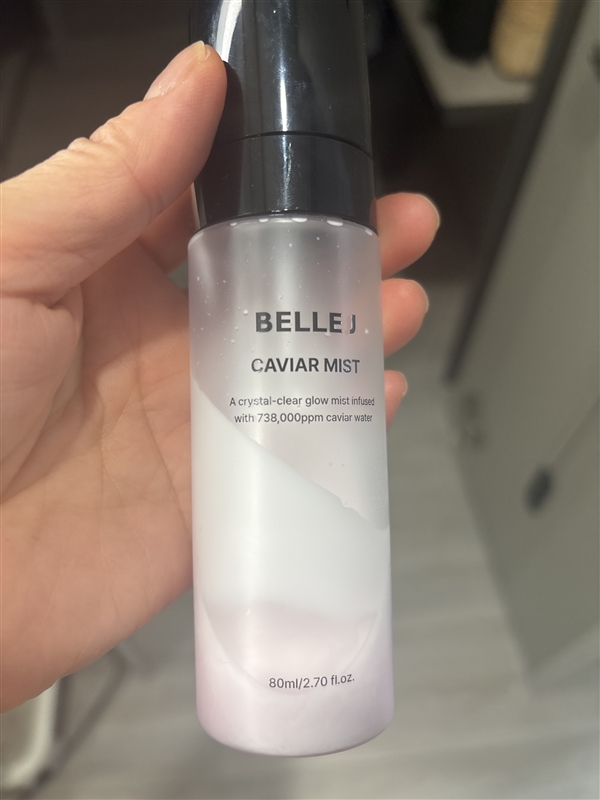 BELLE J
CAVIAR MIST
A crystal-clear glow mist infused
with 738,000ppm caviar water
80ml/2.70 fl.oz.